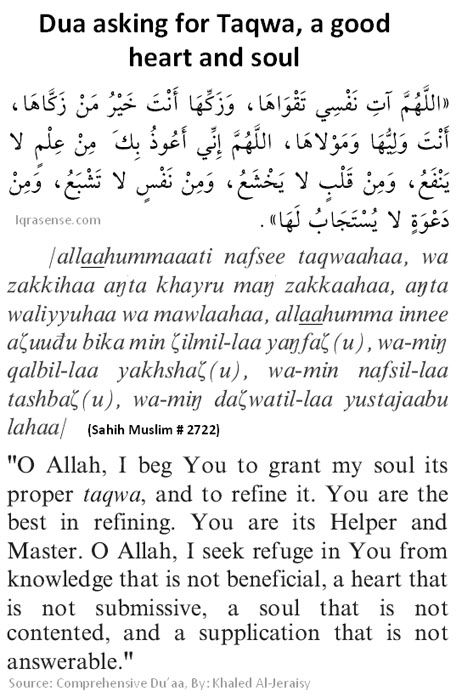 Dua asking for Taqwa, a good
heart and soul
«اللَّهُمَّ آتِ نَفْسِي تَقْوَاهَا، وَزَكِّهَا أَنْتَ خَيْرُ مَنْ زَكَّاهَا،
أَنْتَ وَلِيُّهَا وَمَوْلاهَا، اللَّهُمَّ إِنِّي أَعُوذُ بِكَ مِنْ عِلْمٍ لا
يَنْفَعُ، وَمِنْ قَلْبٍ لا يَخْشَعُ، وَمِنْ نَفْسٍ لا تَشْبَعُ، وَمِنْ
دَعْوَةٍ لا يُسْتَجَابُ لَهَا».
Iqrasense.com
/allaahummaaati nafsee taqwaahaa, wa
zakkihaa aŋta khayru maŋ zakkaahaa, aŋta
waliyyuhaa wa mawlaahaa, allaahumma innee
aζuuđu bika min ζilmil-laa yaŋfaζ(u), wa-miŋ
qalbil-laa yakhshaζ(u), wa-min nafsil-laa
tashbaζ(u), wa-miŋ daζwatil-laa yustajaabu
lahaa/ (Sahih Muslim # 2722)
"O Allah, I beg You to grant my soul its
proper taqwa, and to refine it. You are the
best in refining. You are its Helper and
Master. O Allah, I seek refuge in You from
knowledge that is not beneficial, a heart that
is not submissive, a soul that is not
contented, and a supplication that is not
answerable."
Source: Comprehensive Du'aa, By: Khaled Al-Jeraisy